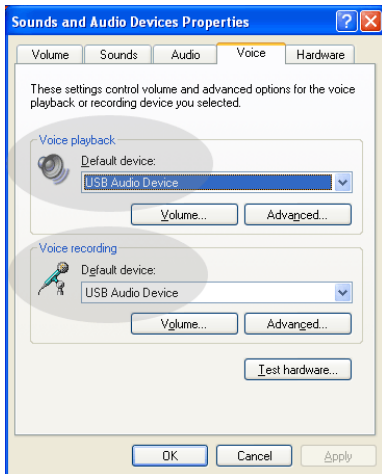 Sounds and Audio Devices Properties
Volume Sounds Audio Voice Hardware
These settings control volume and advanced options for the voice
playback or recording device you selected.
Voice playback
Default device:
USB Audio Device
Volume... Advanced...
Voice recording
Default device:
USB Audio Device
Volume... Advanced...
Test hardware...
OK Cancel Apply